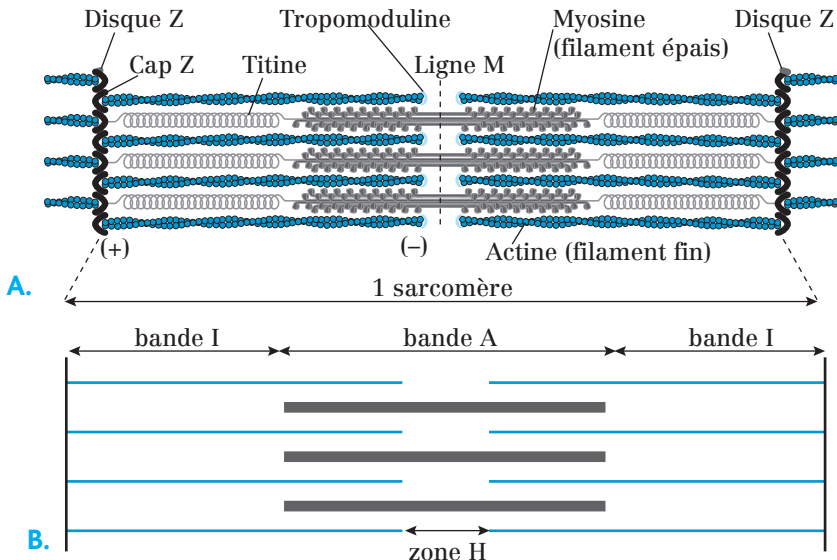 Disque Z
Tropomoduline
Myosine
(filament épais)
Disque Z
Cap Z
Titine
Ligne M
(+)
(–)
Actine (filament fin)
A.
1 sarcomère
bande I
bande A
bande I
B.
zone H